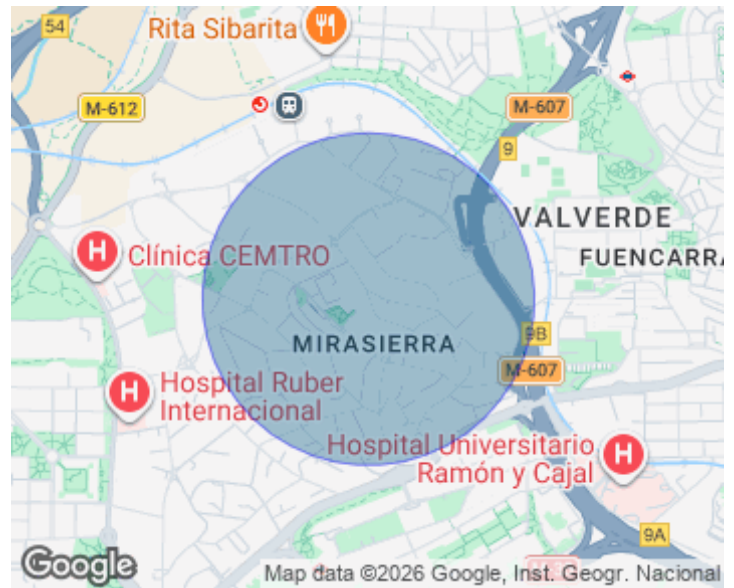 54
Rita Sibarita
M-612
M-607
9
VALVERDE
FUENCARRA
Clínica CEMTRO
MIRASIERRA
9B
M-607
Hospital Ruber
Internacional
Hospital Universitario
Ramón y Cajal
9A
Google
Map data ©2026 Google, Inst. Geogr. Nacional